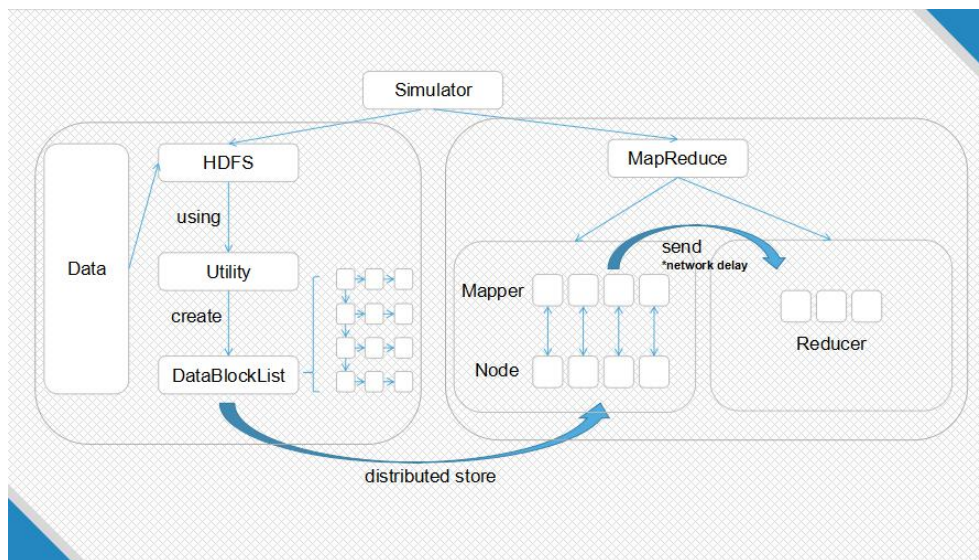 Simulator
HDFS
MapReduce
using
send
*network delay
Data
Utility
Mapper
create
Reducer
DataBlockList
Node
distributed store